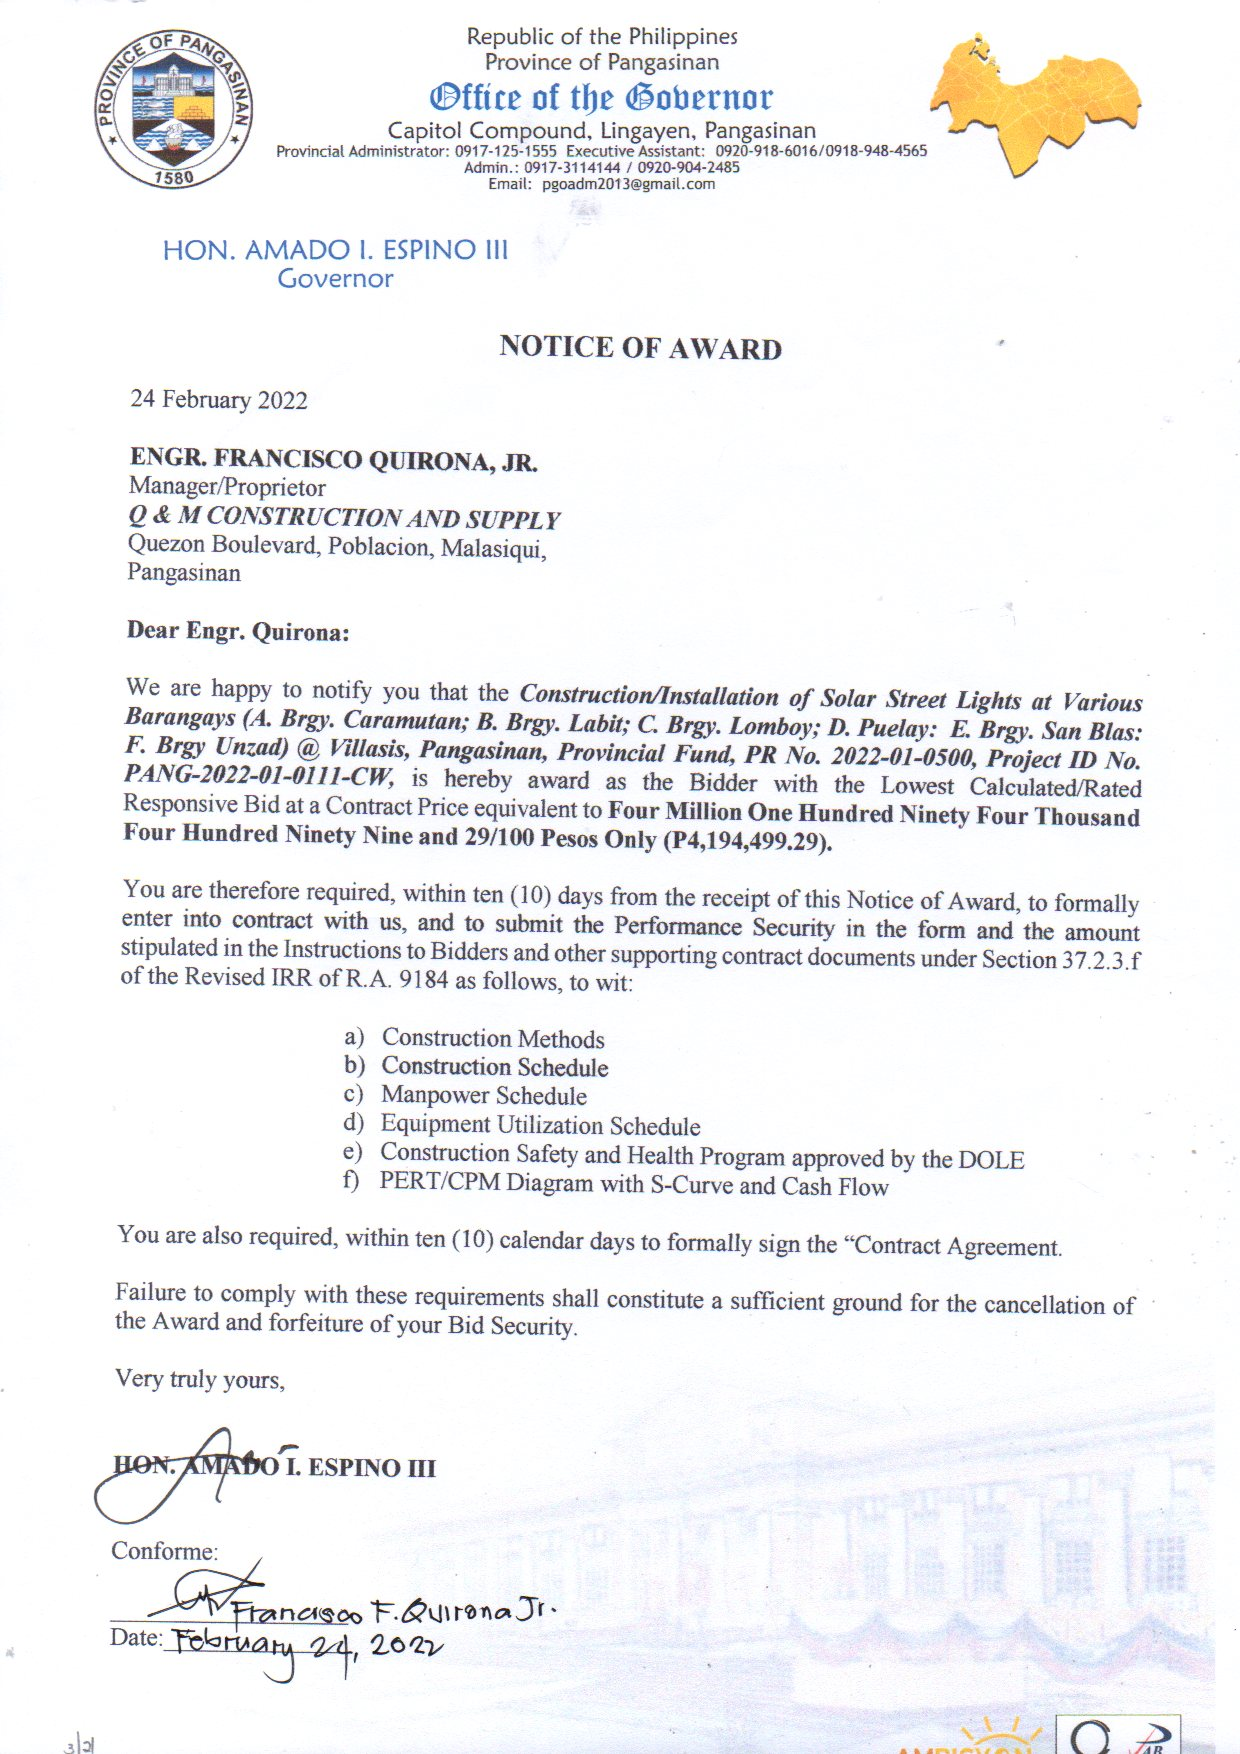 PROVINCE OF PANGASINAN
1580
Republic of the Philippines
Province of Pangasinan
Office of the Governor
Capitol Compound, Lingayen, Pangasinan
Provincial Administrator: 0917-125-1555 Executive Assistant: 0920-918-6016/0918-948-4565
Admin.: 0917-3114144 / 0920-904-2485
Email: pgoadm2013@gmail.com
HON. AMADO I. ESPINO III
Governor
NOTICE OF AWARD
24 February 2022
ENGR. FRANCISCO QUIRONA, JR.
Manager/Proprietor
Q & M CONSTRUCTION AND SUPPLY
Quezon Boulevard, Poblacion, Malasiqui,
Pangasinan
Dear Engr. Quirona:
We are happy to notify you that the Construction/Installation of Solar Street Lights at Various
Barangays (A. Brgy. Caramutan; B. Brgy. Labit; C. Brgy. Lomboy; D. Puelay: E. Brgy. San Blas:
F. Brgy Unzad) @ Villasis, Pangasinan, Provincial Fund, PR No. 2022-01-0500, Project ID No.
PANG-2022-01-0111-CW, is hereby award as the Bidder with the Lowest Calculated/Rated
Responsive Bid at a Contract Price equivalent to Four Million One Hundred Ninety Four Thousand
Four Hundred Ninety Nine and 29/100 Pesos Only (P4,194,499.29).
You are therefore required, within ten (10) days from the receipt of this Notice of Award, to formally
enter into contract with us, and to submit the Performance Security in the form and the amount
stipulated in the Instructions to Bidders and other supporting contract documents under Section 37.2.3.f
of the Revised IRR of R.A. 9184 as follows, to wit:
a) Construction Methods
b) Construction Schedule
c) Manpower Schedule
d) Equipment Utilization Schedule
e) Construction Safety and Health Program approved by the DOLE
f) PERT/CPM Diagram with S-Curve and Cash Flow
You are also required, within ten (10) calendar days to formally sign the “Contract Agreement.
Failure to comply with these requirements shall constitute a sufficient ground for the cancellation of
the Award and forfeiture of your Bid Security.
Very truly yours,
HON. AMADO I. ESPINO III
Conforme:
Francisco F. Quirona Jr.
Date: February 24, 2022
3/21